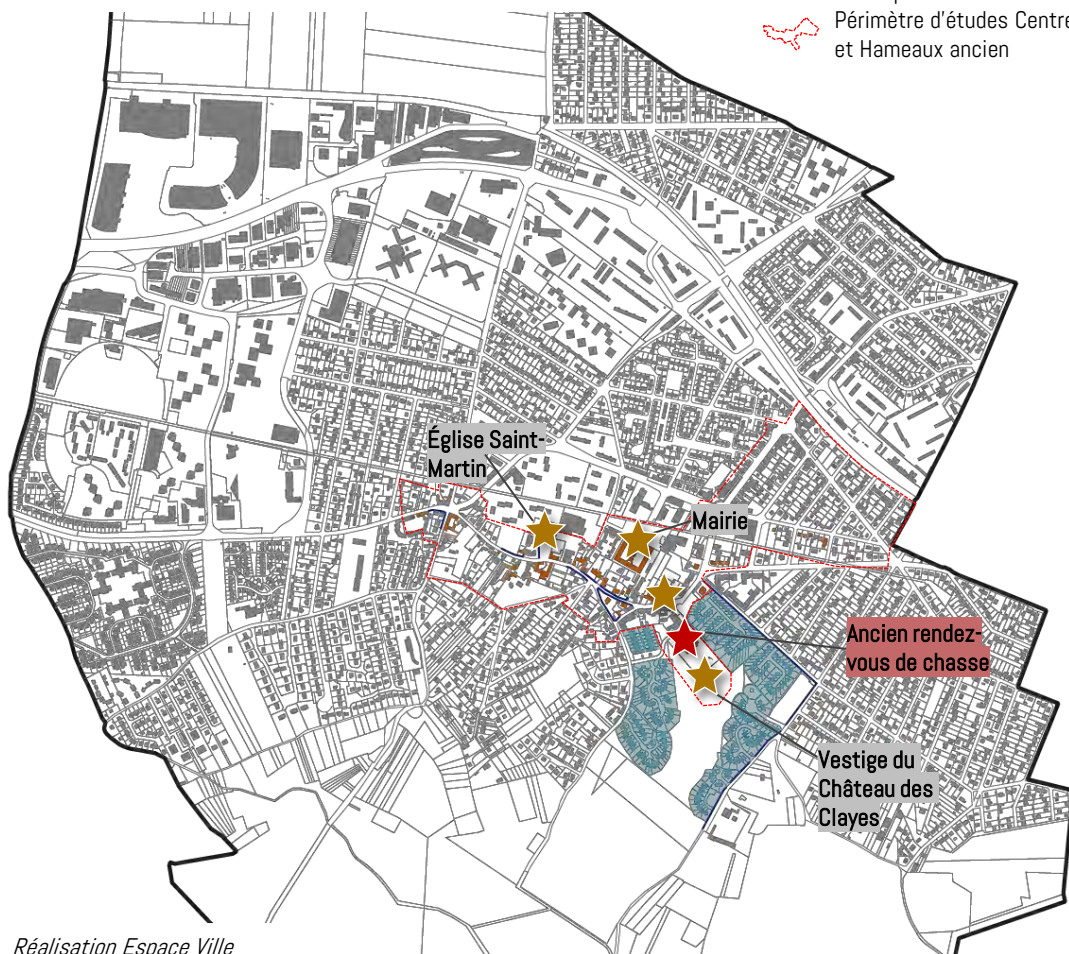 Périmètre d'études Centre
et Hameaux ancien
Église Saint-
Martin
Mairie
Ancien rendez-
vous de chasse
Vestige du
Château des
Clayes
Réalisation Espace Ville